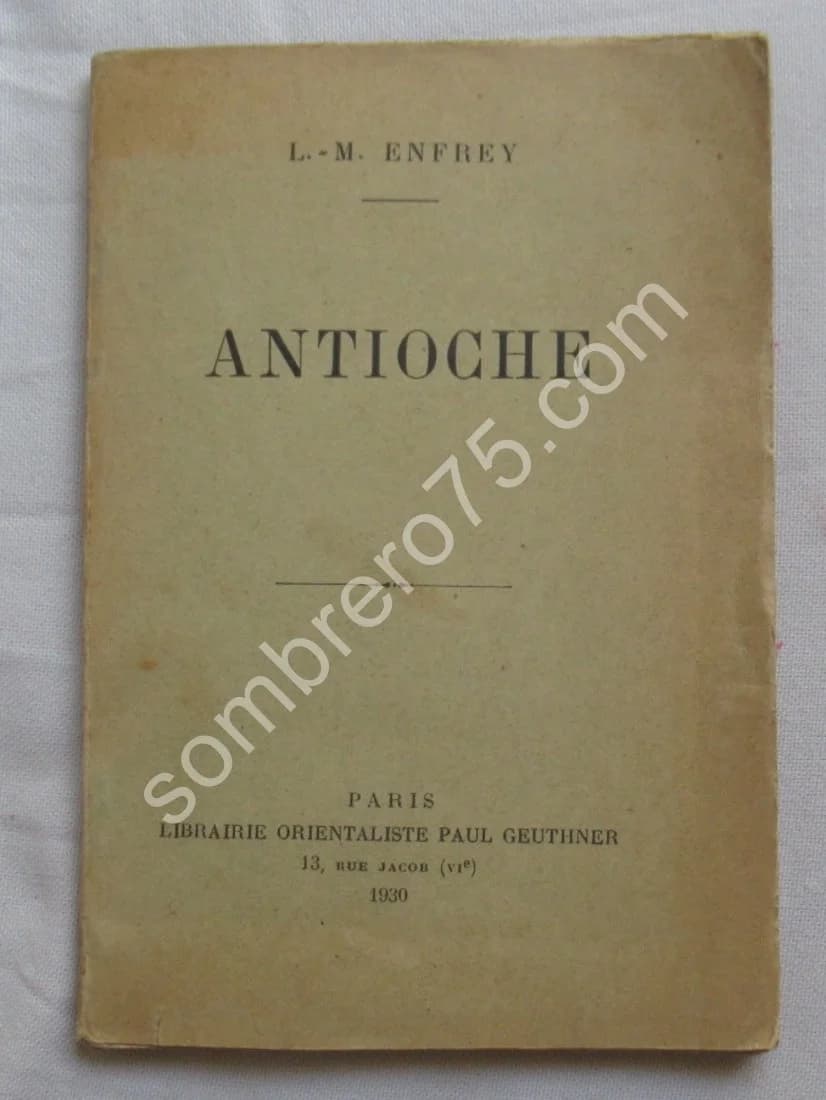 L.-M. ENFREY
ANTIOCHE
PARIS
LIBRAIRIE ORIENTALISTE PAUL GEUTHNER
13, RUE JACOB (VIe)
1930
sombrero75.com